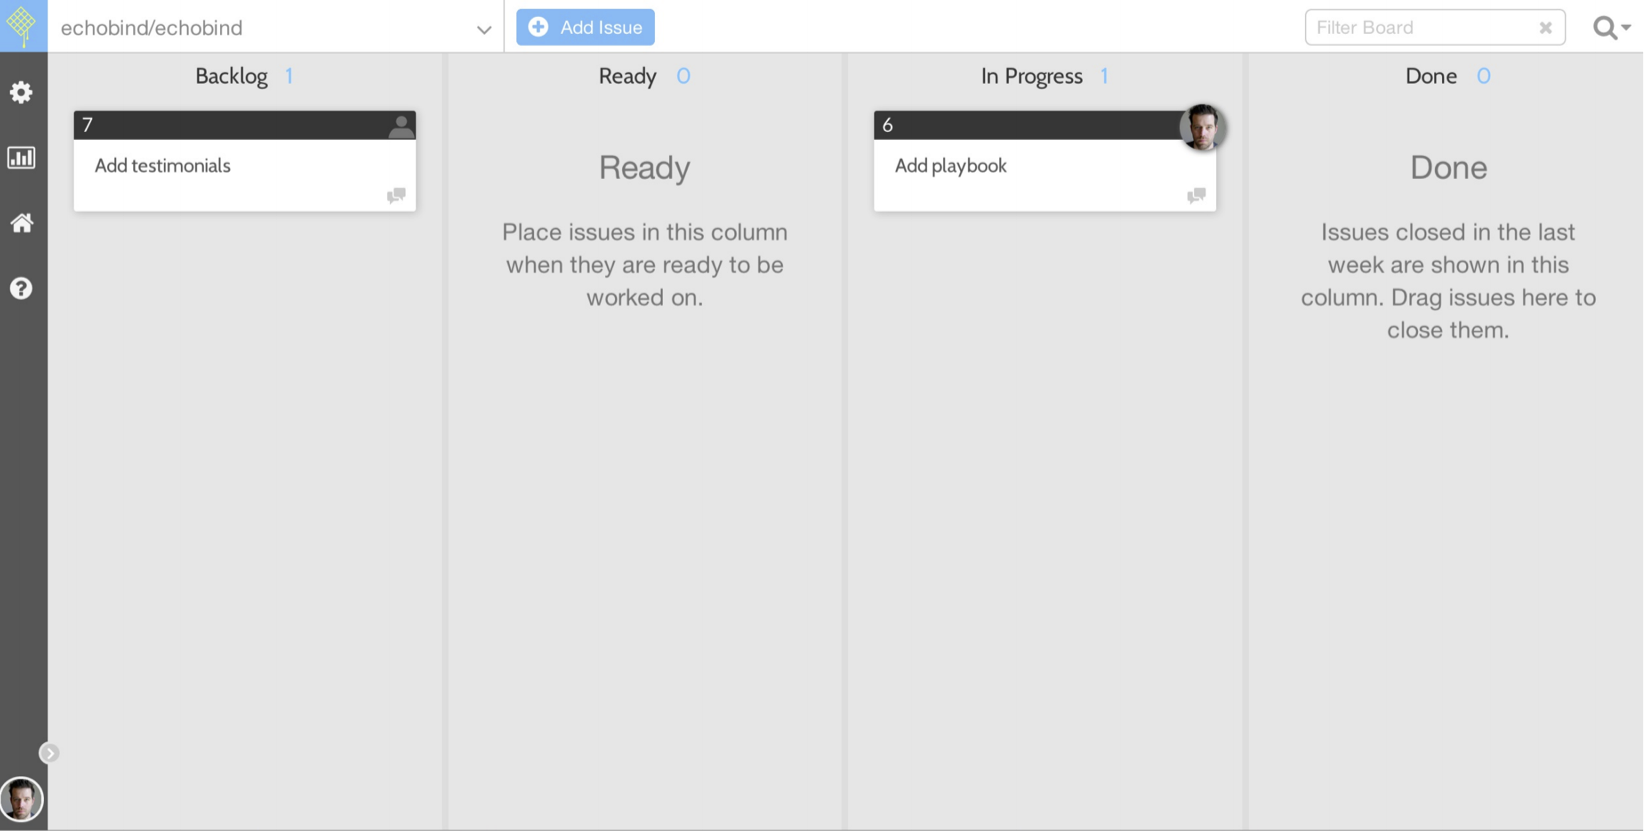 echobind/echobind
Add Issue
Filter Board
Backlog 1
7
Add testimonials
Ready 0
Ready
Place issues in this column
when they are ready to be
worked on.
In Progress 1
6
Add playbook
Done 0
Done
Issues closed in the last
week are shown in this
column. Drag issues here to
close them.